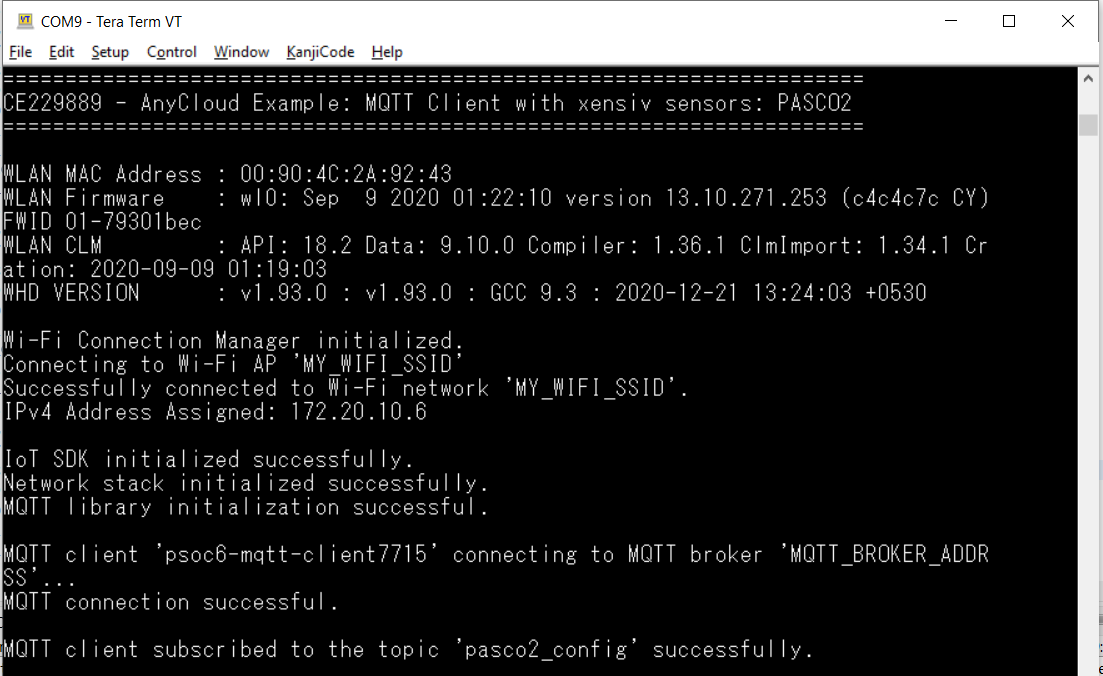 COM9 - Tera Term VT
File Edit Setup Control Window KanjiCode Help
=====================================================================
CE229889 - AnyCloud Example: MQTT Client with xensiv sensors: PASCO2
=====================================================================
WLAN MAC Address : 00:90:4C:2A:92:43
WLAN Firmware    : wl0: Sep  9 2020 01:22:10 version 13.10.271.253 (c4c4c7c CY)
FWID 01-79301bec
WLAN CLM         : API: 18.2 Data: 9.10.0 Compiler: 1.36.1 ClmImport: 1.34.1 Cr
ation: 2020-09-09 01:19:03
WHD VERSION      : v1.93.0 : v1.93.0 : GCC 9.3 : 2020-12-21 13:24:03 +0530
Wi-Fi Connection Manager initialized.
Connecting to Wi-Fi AP 'MY_WIFI_SSID'
Successfully connected to Wi-Fi network 'MY_WIFI_SSID'.
IPv4 Address Assigned: 172.20.10.6
IoT SDK initialized successfully.
Network stack initialized successfully.
MQTT library initialization successful.
MQTT client 'psoc6-mqtt-client7715' connecting to MQTT broker 'MQTT_BROKER_ADDR
SS'...
MQTT connection successful.
MQTT client subscribed to the topic 'pasco2_config' successfully.